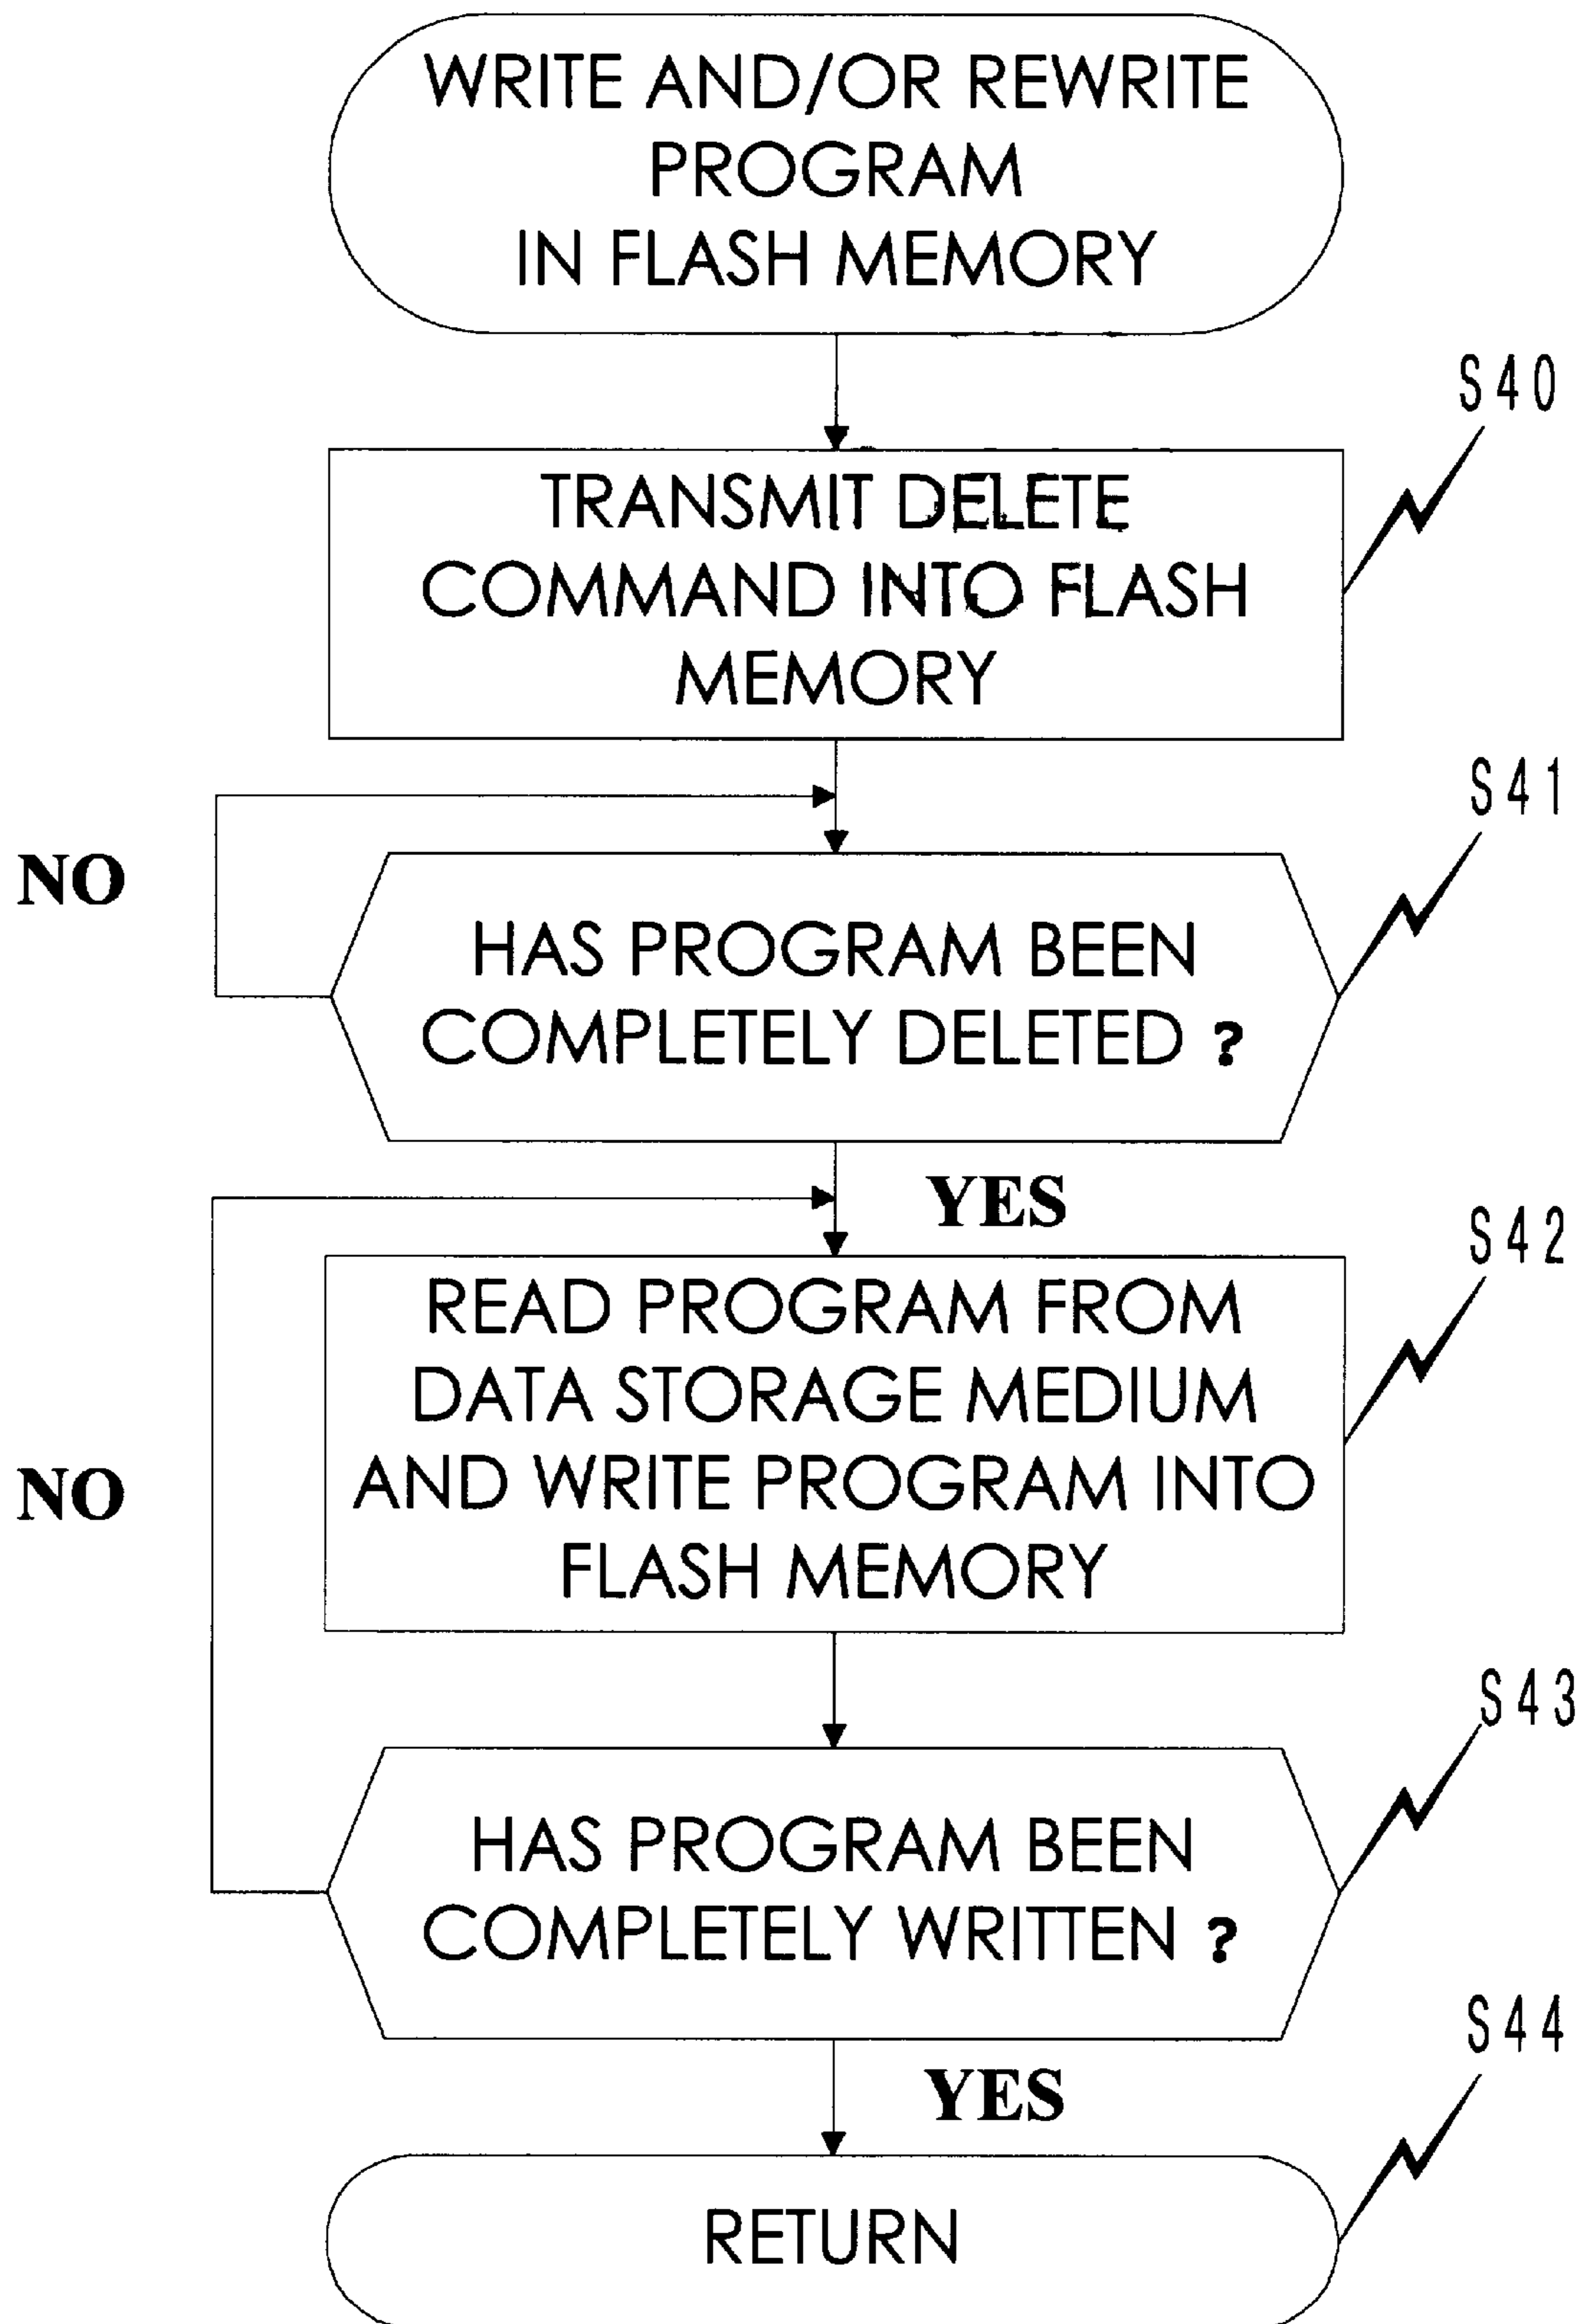 WRITE AND/OR REWRITE
PROGRAM
IN FLASH MEMORY
S40
TRANSMIT DELETE
COMMAND INTO FLASH
MEMORY
S41
NO
HAS PROGRAM BEEN
COMPLETELY DELETED ?
YES
S42
READ PROGRAM FROM
DATA STORAGE MEDIUM
AND WRITE PROGRAM INTO
FLASH MEMORY
NO
S43
HAS PROGRAM BEEN
COMPLETELY WRITTEN ?
S44
YES
RETURN